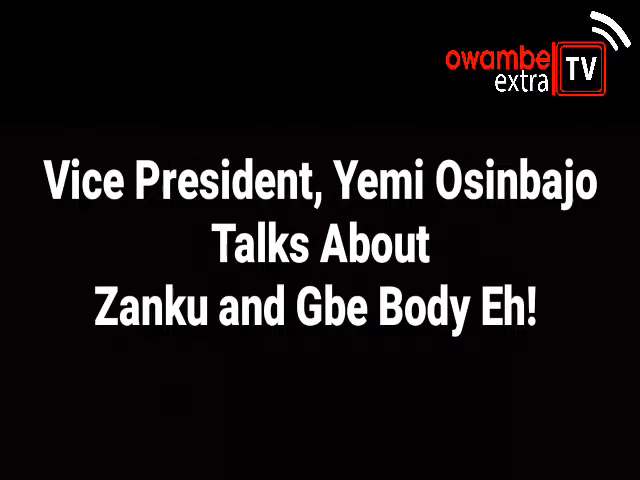 owambe
extra TV
Vice President, Yemi Osinbajo
Talks About
Zanku and Gbe Body Eh!